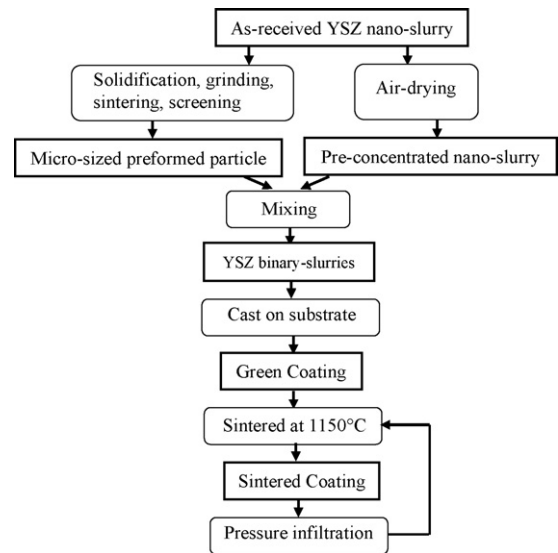 As-received YSZ nano-slurry
Solidification, grinding,
sintering, screening
Air-drying
Micro-sized preformed particle
Pre-concentrated nano-slurry
Mixing
YSZ binary-slurries
Cast on substrate
Green Coating
Sintered at 1150°C
Sintered Coating
Pressure infiltration